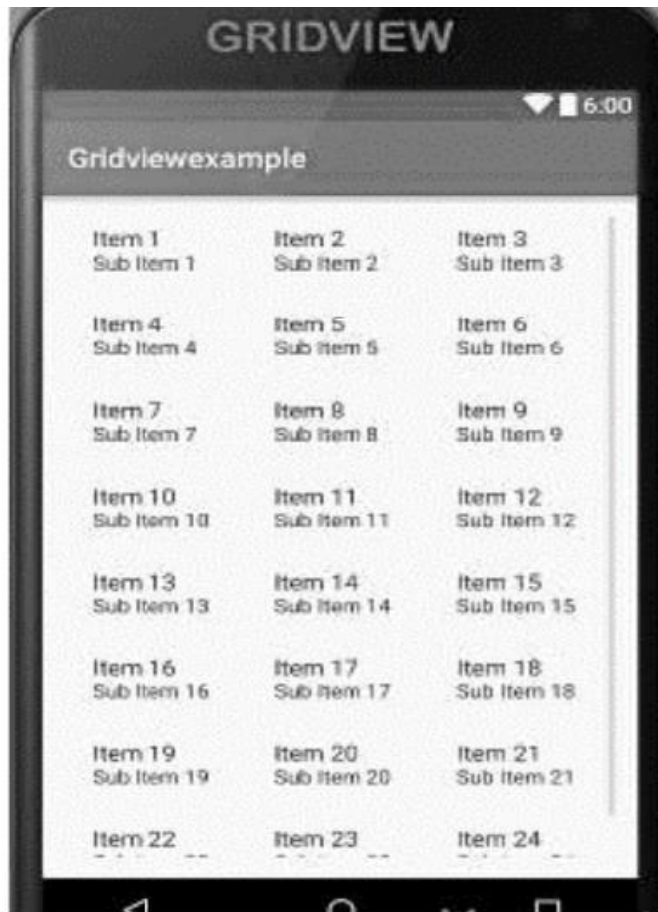 GRIDVIEW
6:00
Gridviewexample
Item 1 Item 2 Item 3
Sub Item 1 Sub Item 2 Sub Item 3
Item 4 Item 5 Item 6
Sub Item 4 Sub Item 5 Sub Item 6
Item 7 Item 8 Item 9
Sub Item 7 Sub Item 8 Sub Item 9
Item 10 Item 11 Item 12
Sub Item 10 Sub Item 11 Sub Item 12
Item 13 Item 14 Item 15
Sub Item 13 Sub Item 14 Sub Item 15
Item 16 Item 17 Item 18
Sub Item 16 Sub Item 17 Sub Item 18
Item 19 Item 20 Item 21
Sub Item 19 Sub Item 20 Sub Item 21
Item 22 Item 23 Item 24